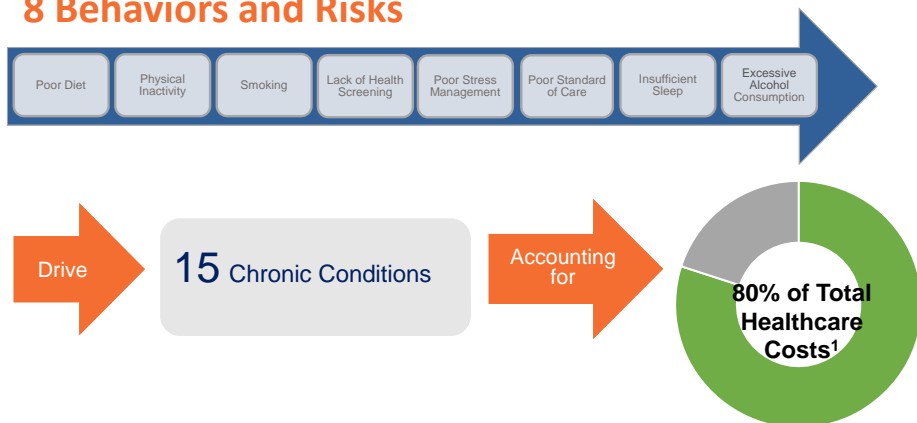 8 Behaviors and Risks
Poor Diet
Physical
Inactivity
Smoking
Lack of Health
Screening
Poor Stress
Management
Poor Standard
of Care
Insufficient
Sleep
Excessive
Alcohol
Consumption
Drive
15 Chronic Conditions
Accounting
for
80% of Total
Healthcare
Costs¹